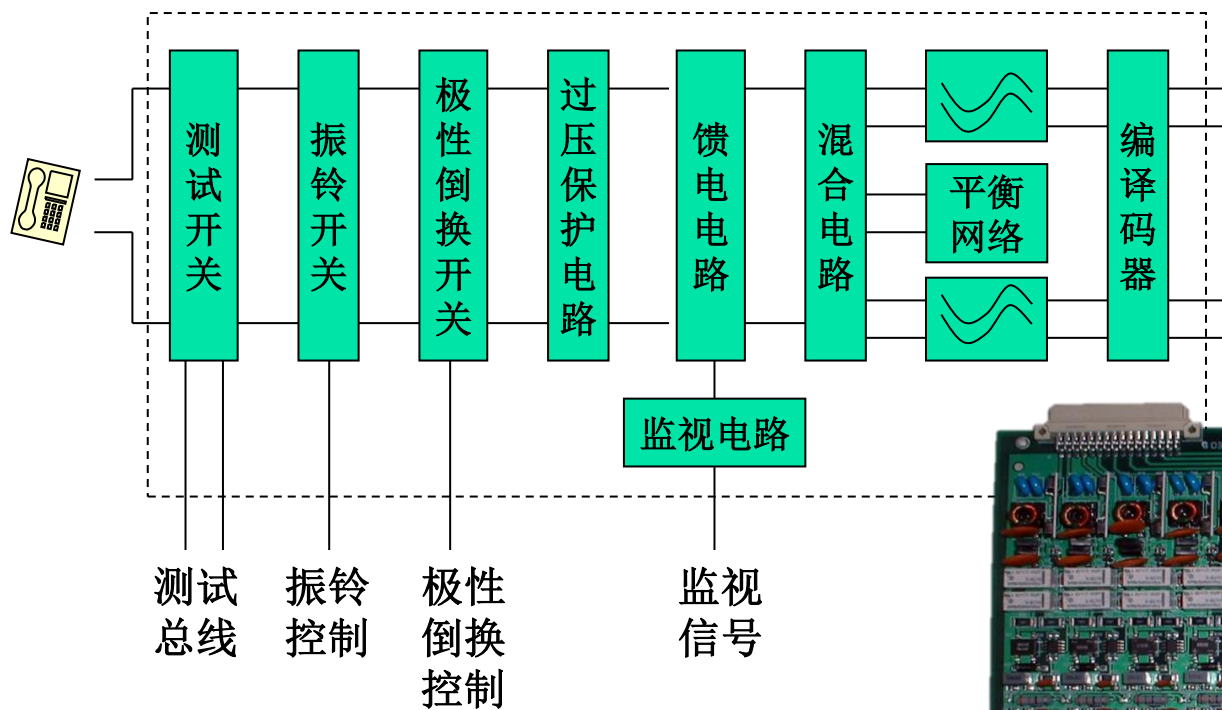 测试开关
振铃开关
极性倒换开关
过压保护电路
馈电电路
混合电路
平衡
网络
编译码器
监视电路
测试
总线
振铃
控制
极性
倒换
控制
监视
信号